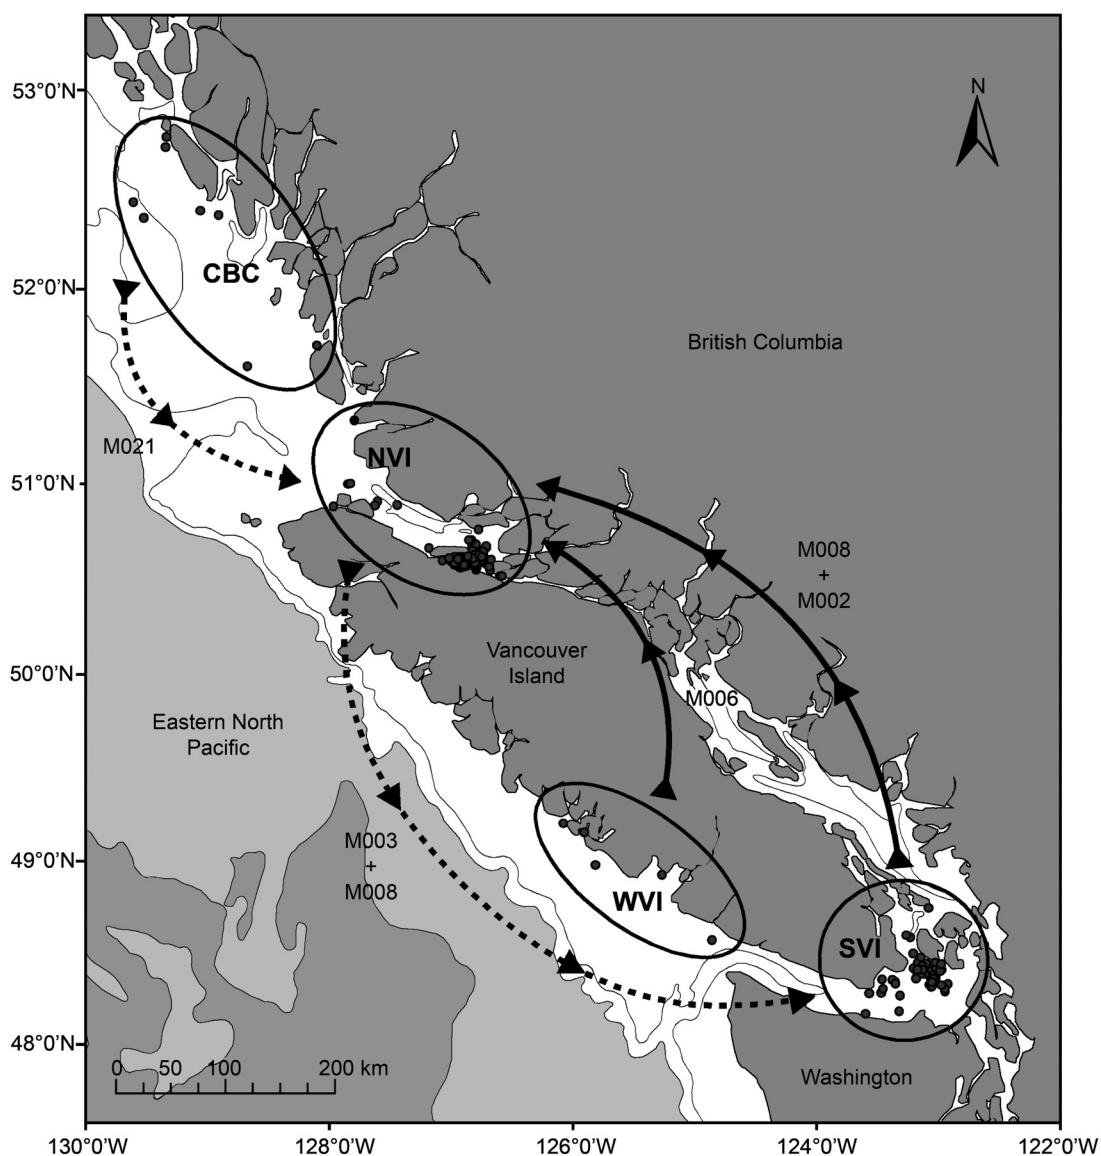 53°0’N
N
CBC
52°0’N
British Columbia
M021
NVI
51°0’N
M008
+
M002
Vancouver
Island
50°0’N
M006
Eastern North
Pacific
49°0’N
M003
+
M008
WVI
SVI
48°0’N
0 50 100 200 km
Washington
130°0’W 128°0’W 126°0’W 124°0’W 122°0’W